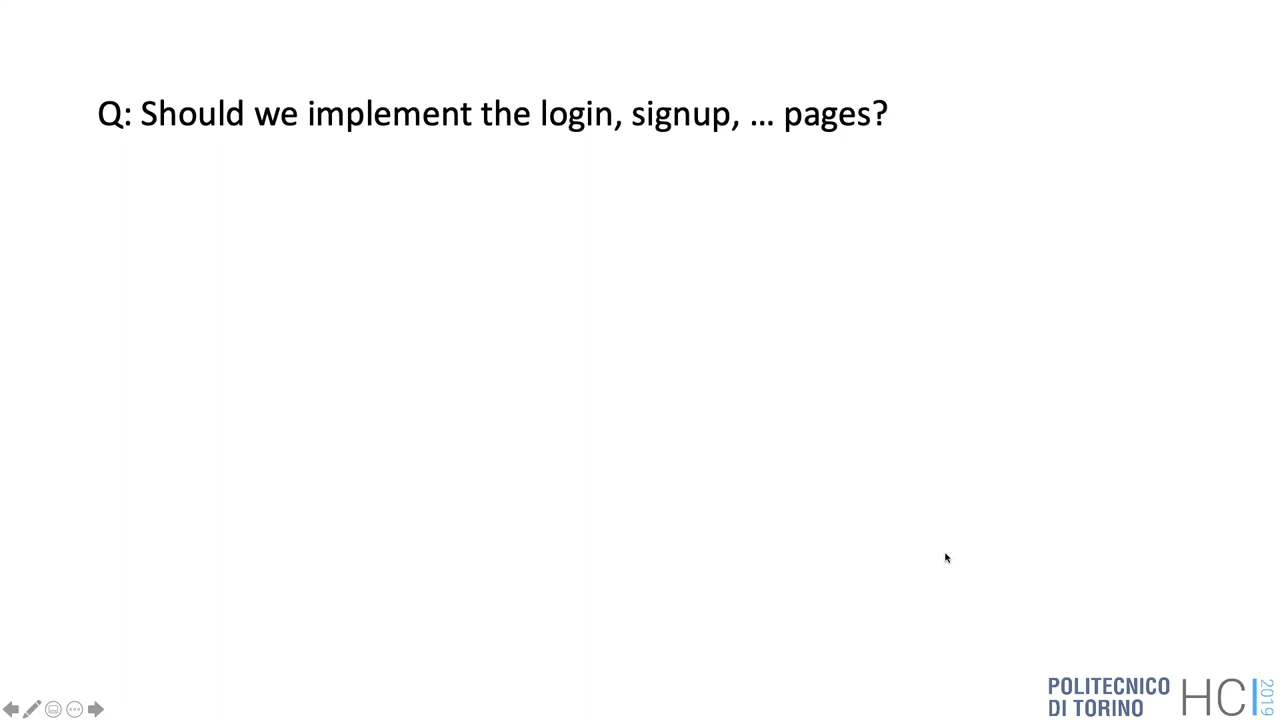 Q: Should we implement the login, signup, … pages?
POLITECNICO
DI TORINO
HCI
2019